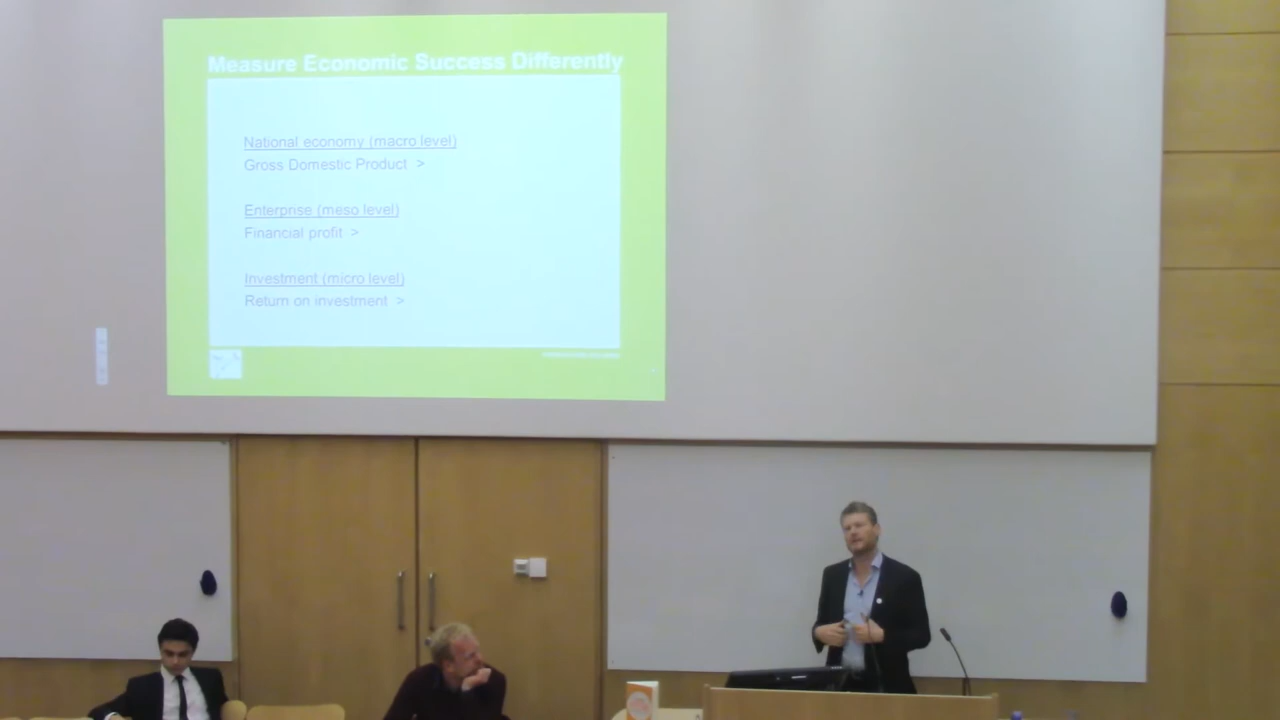 Measure Economic Success Differently
National economy (macro level)
Gross Domestic Product >
Enterprise (meso level)
Financial profit >
Investment (micro level)
Return on investment >